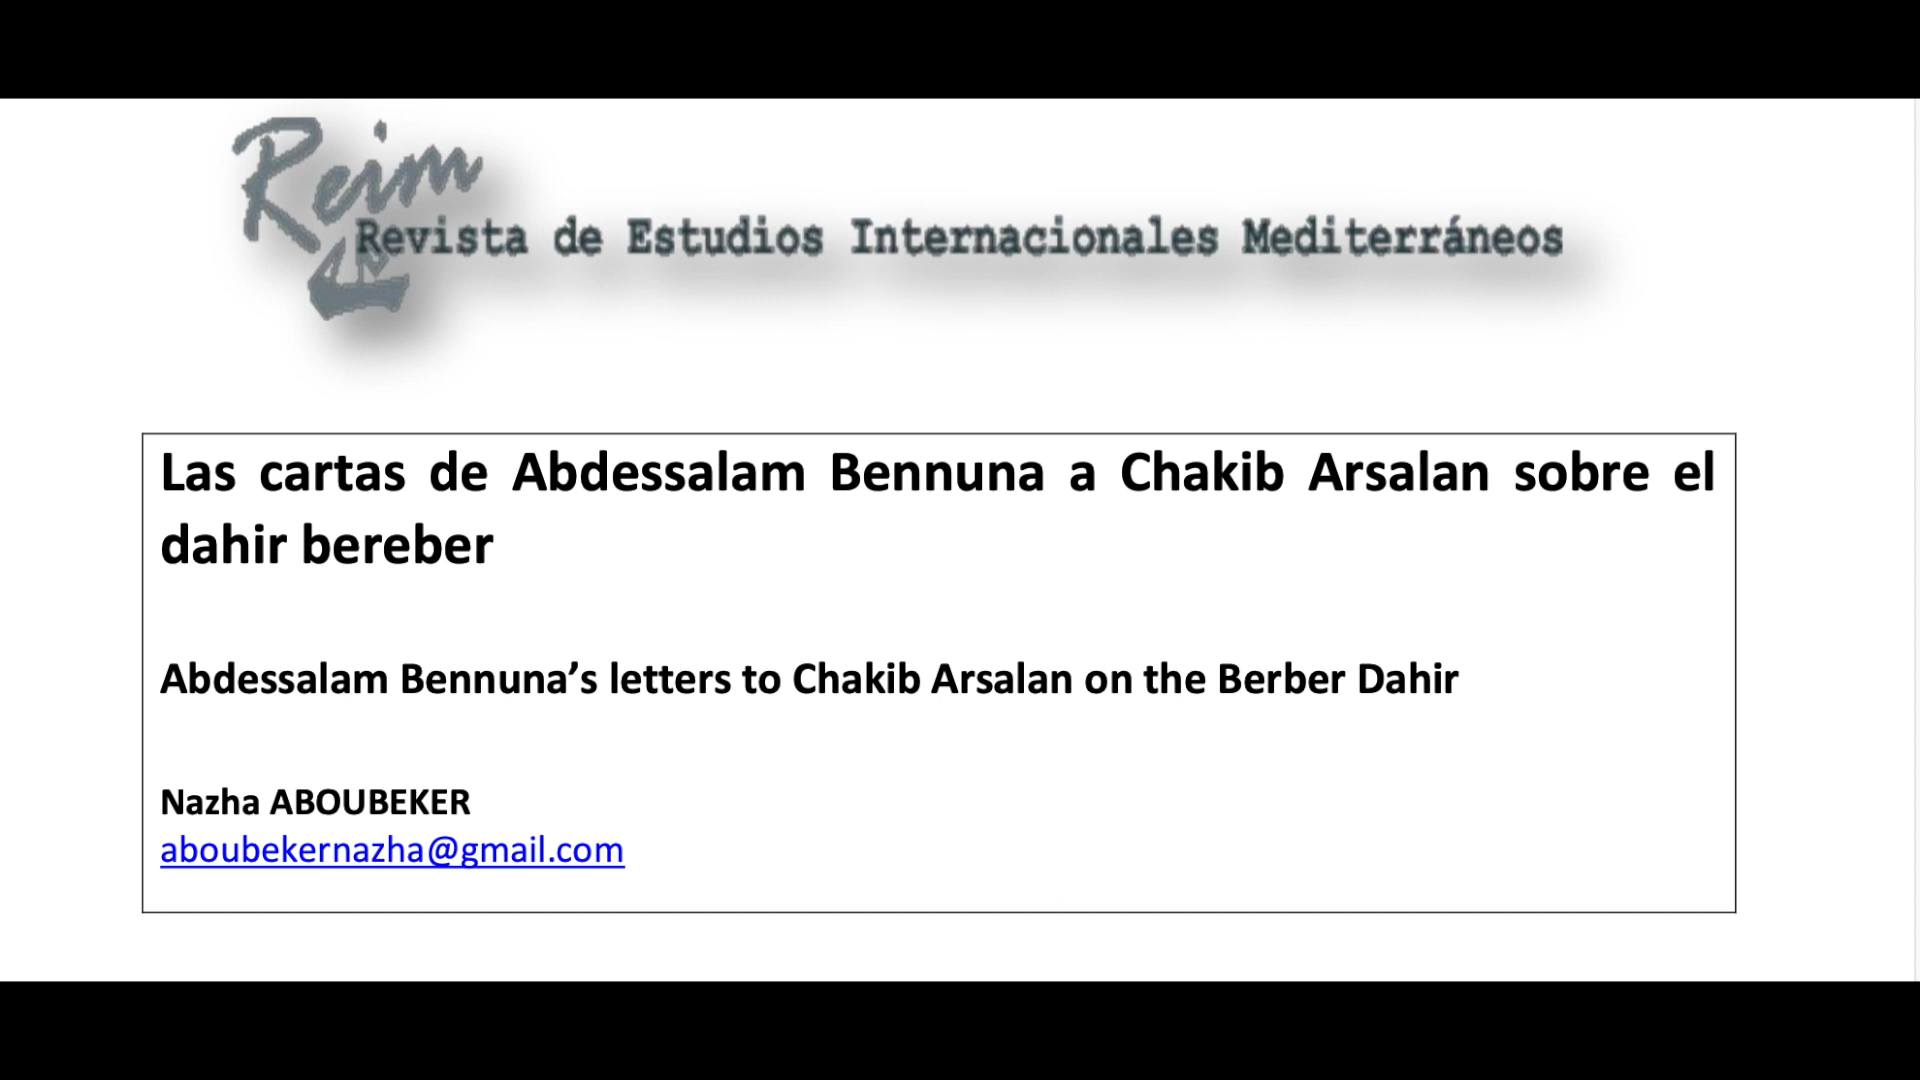 Reim
Revista de Estudios Internacionales Mediterráneos
Las cartas de Abdessalam Bennuna a Chakib Arsalan sobre el
dahir bereber
Abdessalam Bennuna’s letters to Chakib Arsalan on the Berber Dahir
Nazha ABOUBEKER
aboubekernazha@gmail.com